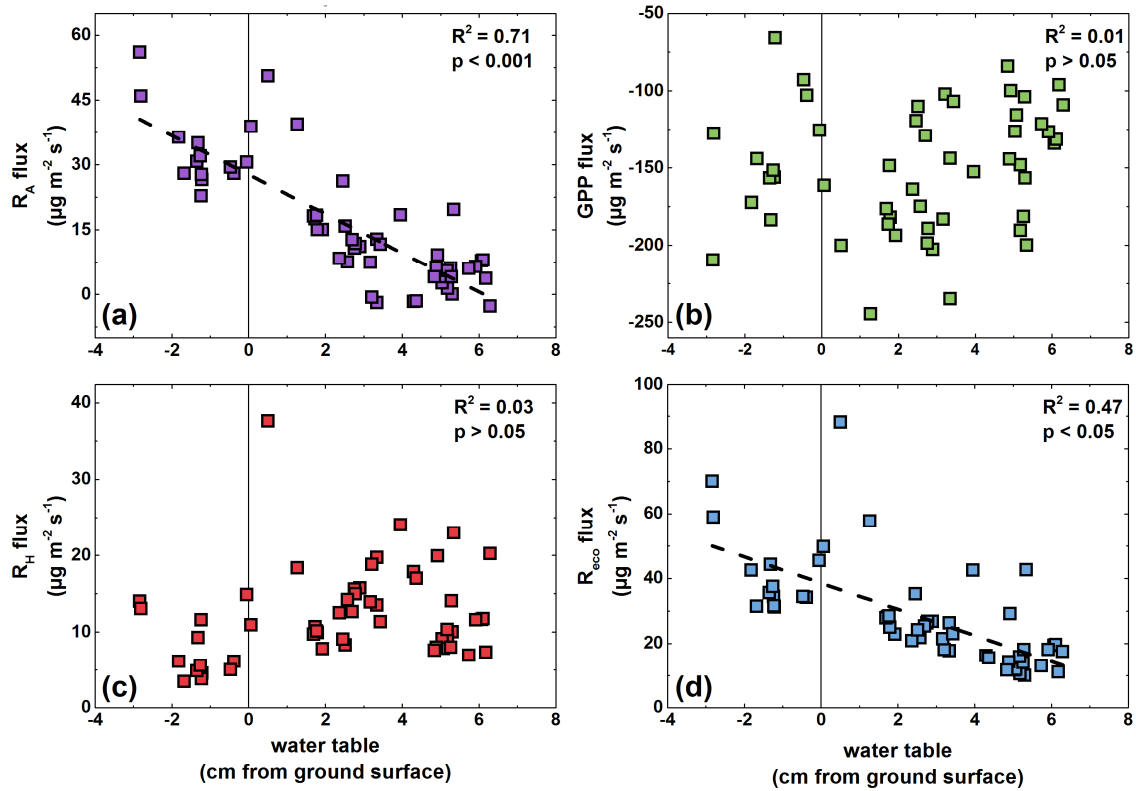 R² = 0.71
p < 0.001
R_A flux
(µg m⁻² s⁻¹)
60
45
30
15
0
(a)
-4 -2 0 2 4 6 8
R² = 0.01
p > 0.05
GPP flux
(µg m⁻² s⁻¹)
-50
-100
-150
-200
-250
(b)
-4 -2 0 2 4 6 8
R² = 0.03
p > 0.05
R_H flux
(µg m⁻² s⁻¹)
40
30
20
10
0
(c)
-4 -2 0 2 4 6 8
water table
(cm from ground surface)
R² = 0.47
p < 0.05
R_eco flux
(µg m⁻² s⁻¹)
100
80
60
40
20
0
(d)
-4 -2 0 2 4 6 8
water table
(cm from ground surface)